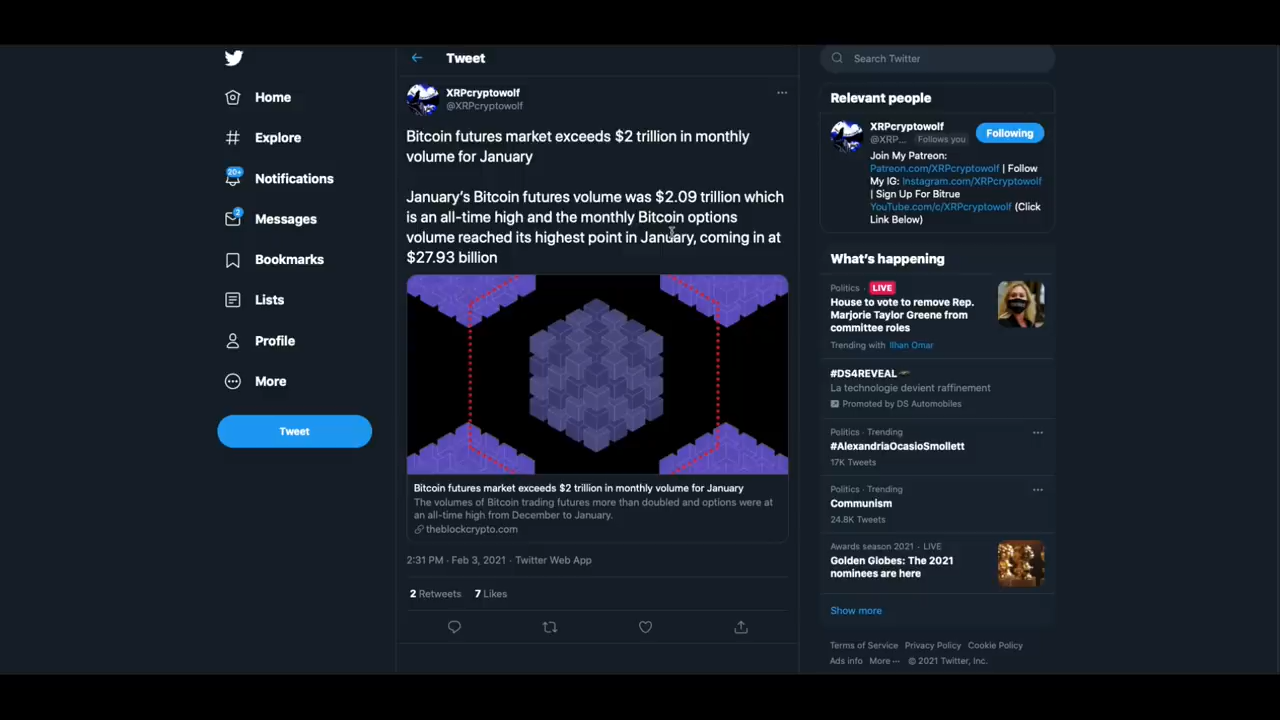 Home
Explore
20+
Notifications
2
Messages
Bookmarks
Lists
Profile
More
Tweet
Tweet
XRPcryptowolf
@XRPcryptowolf
Bitcoin futures market exceeds $2 trillion in monthly
volume for January
January's Bitcoin futures volume was $2.09 trillion which
is an all-time high and the monthly Bitcoin options
volume reached its highest point in January, coming in at
$27.93 billion
Bitcoin futures market exceeds $2 trillion in monthly volume for January
The volumes of Bitcoin trading futures more than doubled and options were at
an all-time high from December to January.
theblockcrypto.com
2:31 PM · Feb 3, 2021 · Twitter Web App
2 Retweets 7 Likes
Search Twitter
Relevant people
XRPcryptowolf
@XRP... Follows you
Following
Join My Patreon:
Patreon.com/XRPcryptowolf | Follow
My IG: Instagram.com/XRPcryptowolf
| Sign Up For Bitrue
YouTube.com/c/XRPcryptowolf (Click
Link Below)
What's happening
Politics · LIVE
House to vote to remove Rep.
Marjorie Taylor Greene from
committee roles
Trending with Ilhan Omar
#DS4REVEAL
La technologie devient raffinement
Promoted by DS Automobiles
Politics · Trending
#AlexandriaOcasioSmollett
17K Tweets
Politics · Trending
Communism
24.8K Tweets
Awards season 2021 · LIVE
Golden Globes: The 2021
nominees are here
Show more
Terms of Service Privacy Policy Cookie Policy
Ads info More ··· © 2021 Twitter, Inc.